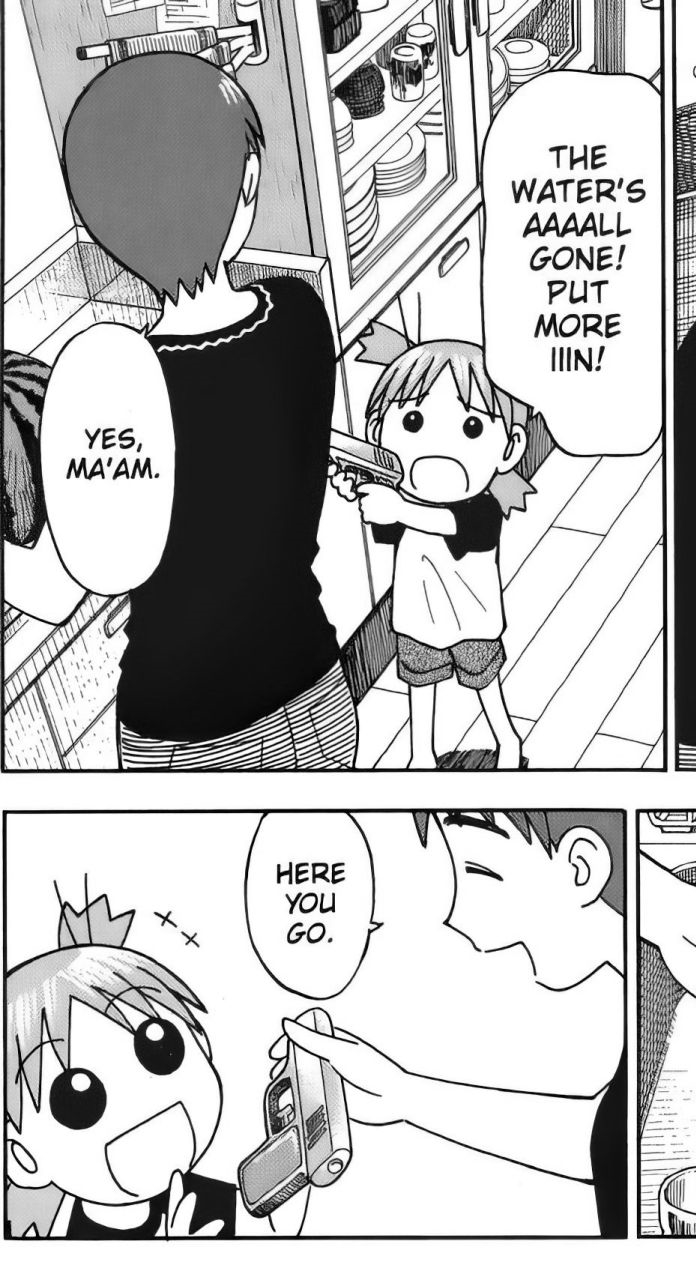 THE
WATER'S
AAAALL
GONE!
PUT
MORE
IIIN!
YES,
MA'AM.
HERE
YOU
GO.